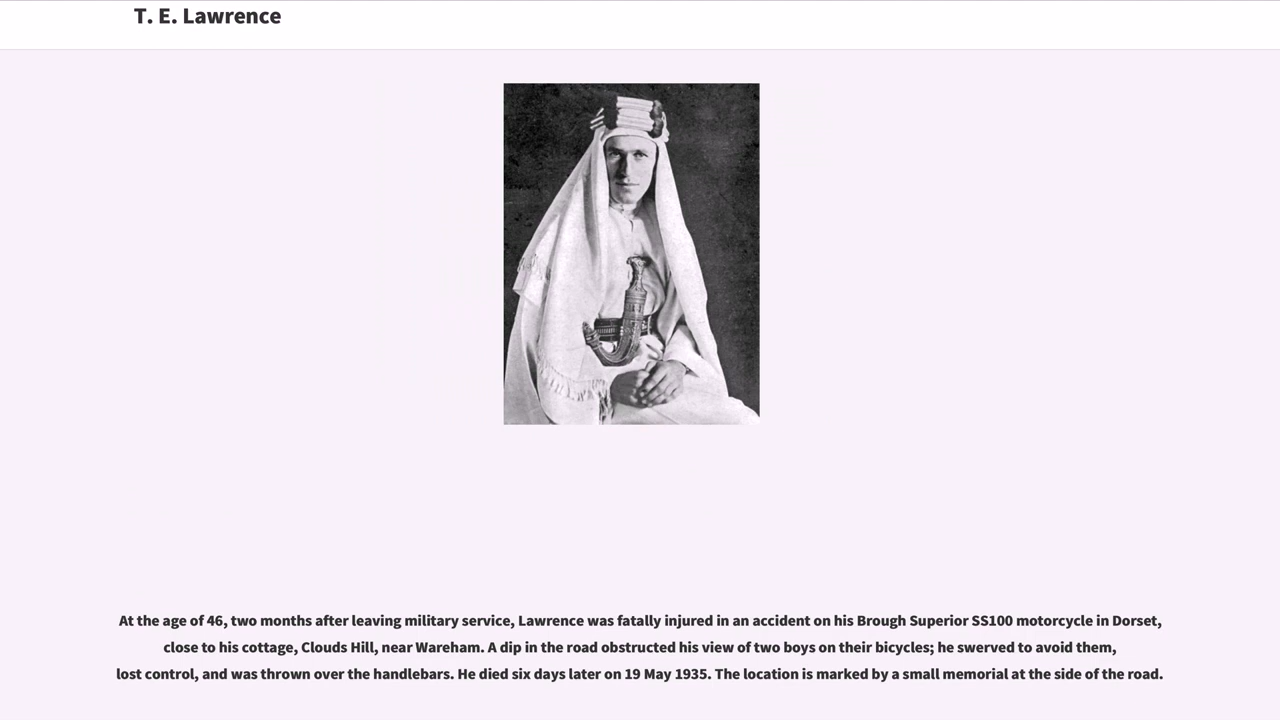 T. E. Lawrence
At the age of 46, two months after leaving military service, Lawrence was fatally injured in an accident on his Brough Superior SS100 motorcycle in Dorset,
close to his cottage, Clouds Hill, near Wareham. A dip in the road obstructed his view of two boys on their bicycles; he swerved to avoid them,
lost control, and was thrown over the handlebars. He died six days later on 19 May 1935. The location is marked by a small memorial at the side of the road.